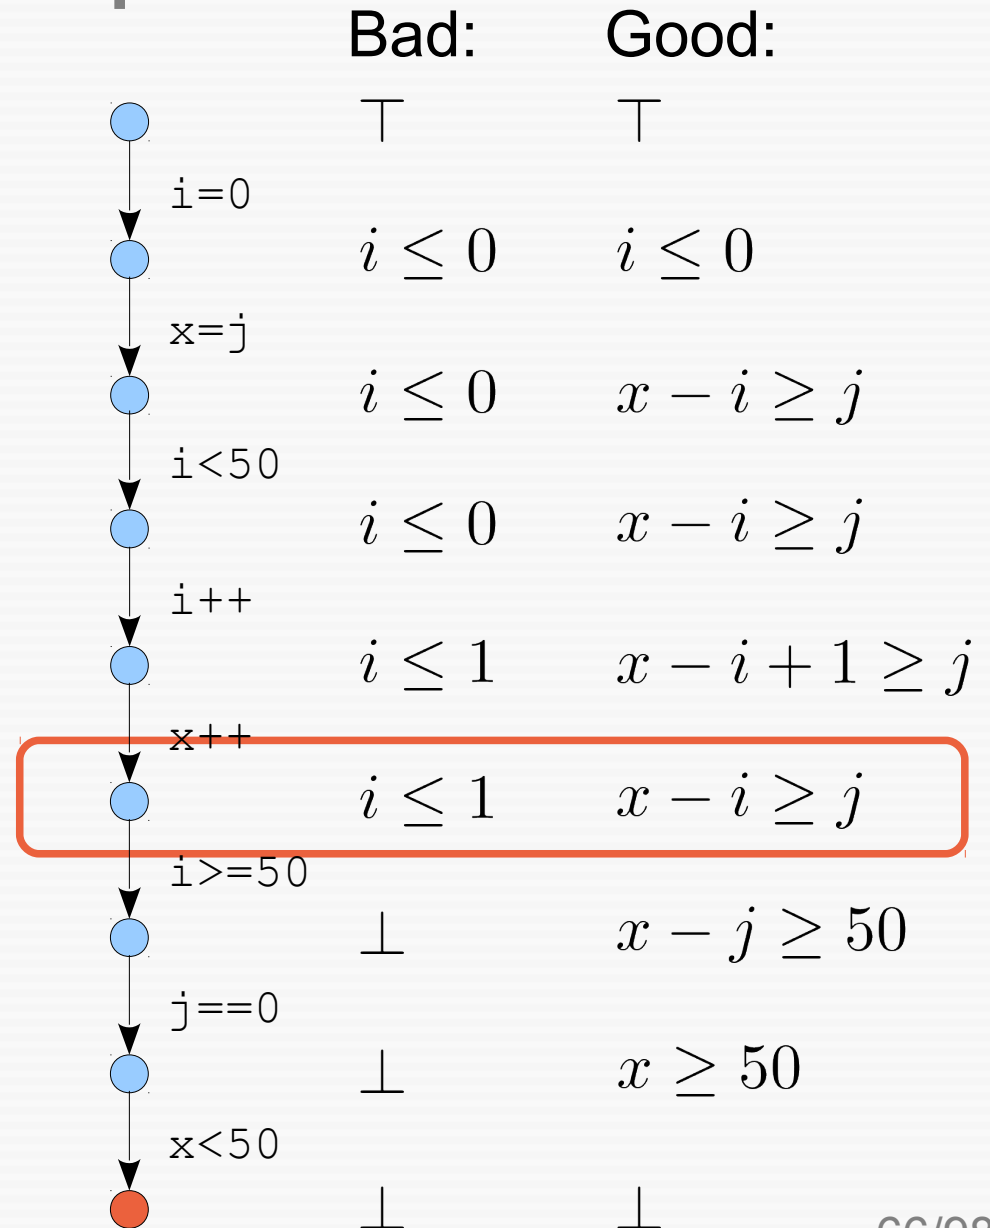 Bad: Good:
⊤ ⊤
i=0
i ≤ 0 i ≤ 0
x=j
i ≤ 0 x − i ≥ j
i<50
i ≤ 0 x − i ≥ j
i++
i ≤ 1 x − i + 1 ≥ j
x++
i ≤ 1 x − i ≥ j
i>=50
⊥ x − j ≥ 50
j==0
⊥ x ≥ 50
x<50
⊥ ⊥